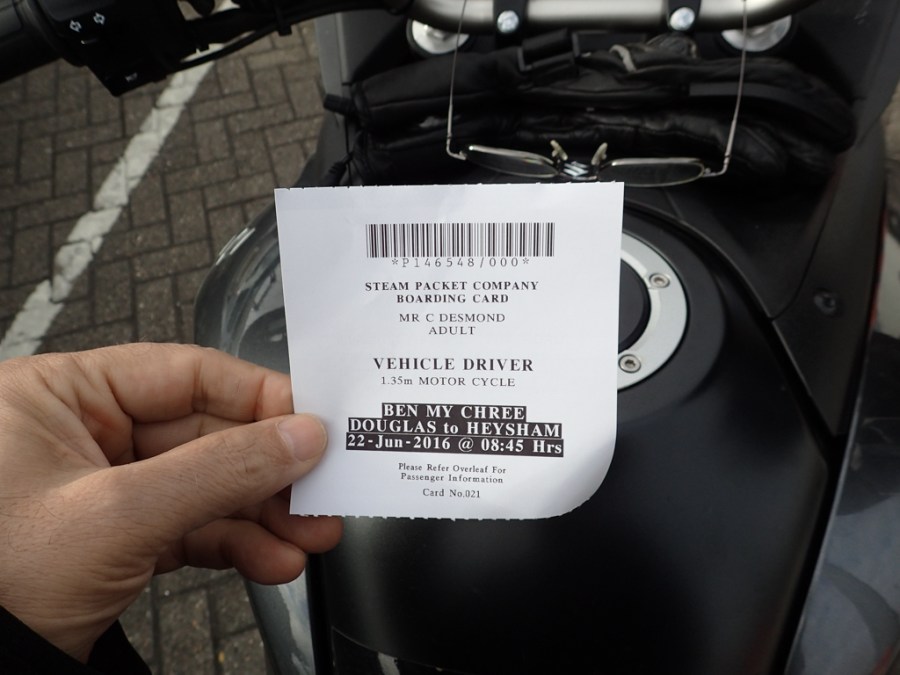 *P146548/000*
STEAM PACKET COMPANY
BOARDING CARD
MR C DESMOND
ADULT
VEHICLE DRIVER
1.35m MOTOR CYCLE
BEN MY CHREE
DOUGLAS to HEYSHAM
22-Jun-2016 @ 08:45 Hrs
Please Refer Overleaf For
Passenger Information
Card No.021